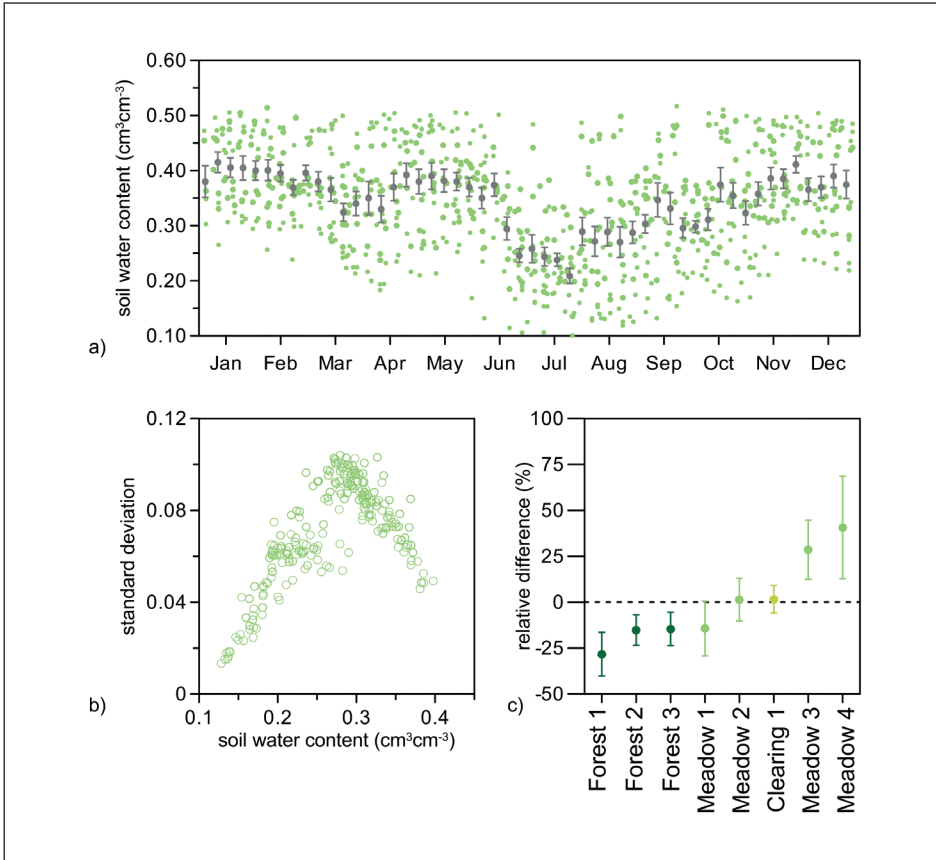 0.60
0.50
0.40
0.30
0.20
0.10
soil water content (cm³cm⁻³)
a)
Jan Feb Mar Apr May Jun Jul Aug Sep Oct Nov Dec
0.12
0.08
0.04
0
standard deviation
b)
0.1 0.2 0.3 0.4
soil water content (cm³cm⁻³)
100
75
50
25
0
-25
-50
relative difference (%)
c)
Forest 1
Forest 2
Forest 3
Meadow 1
Meadow 2
Clearing 1
Meadow 3
Meadow 4